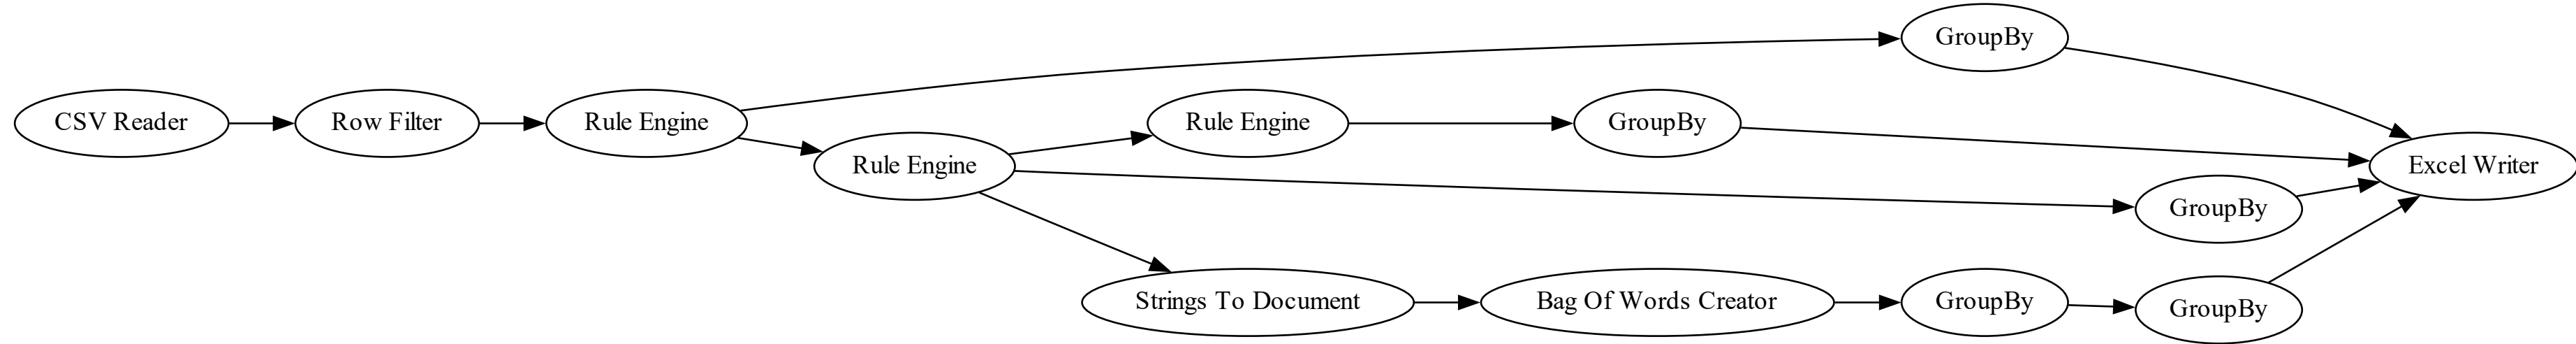 CSV Reader
Row Filter
Rule Engine
Rule Engine
Rule Engine
Strings To Document
GroupBy
Bag Of Words Creator
GroupBy
GroupBy
GroupBy
GroupBy
Excel Writer